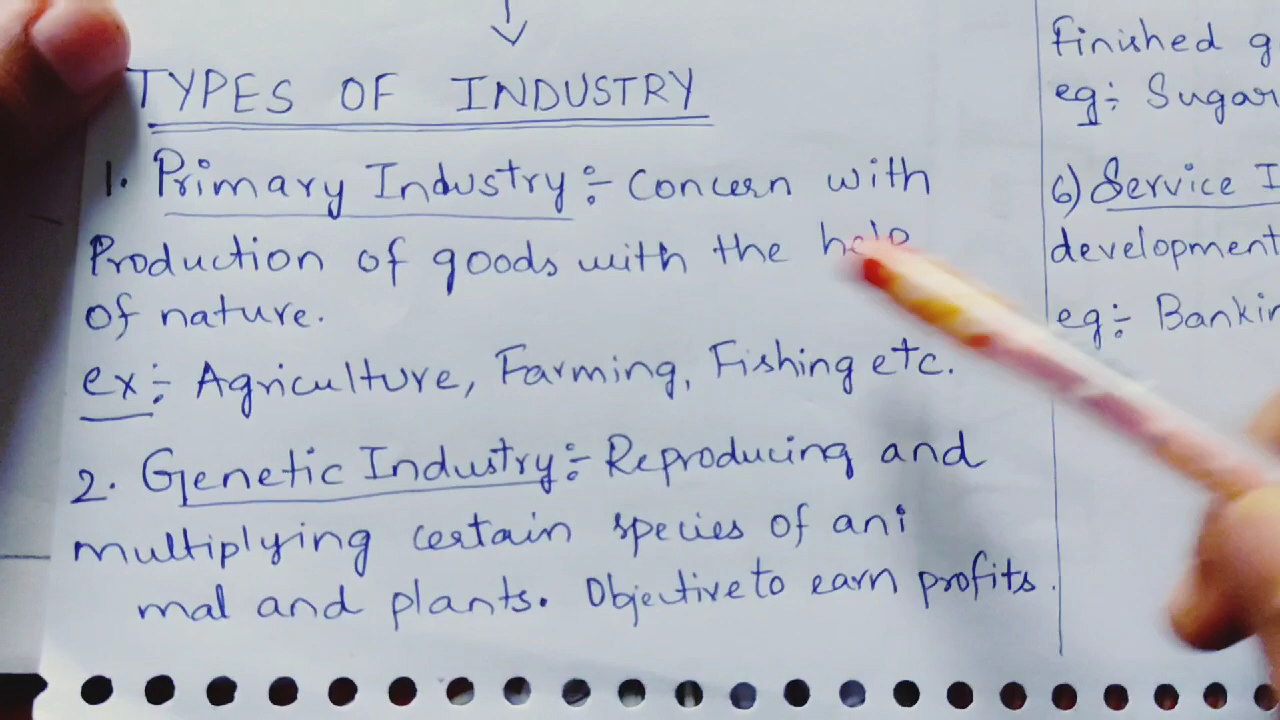 TYPES OF INDUSTRY
1. Primary Industry :- Concern with
Production of goods with the help
of nature.
ex :- Agriculture, Farming, Fishing etc.
2. Genetic Industry :- Reproducing and
multiplying certain species of ani
mal and plants. Objective to earn profits.
Finished g
eg :- Sugar
6) Service I
development
eg :- Bankin